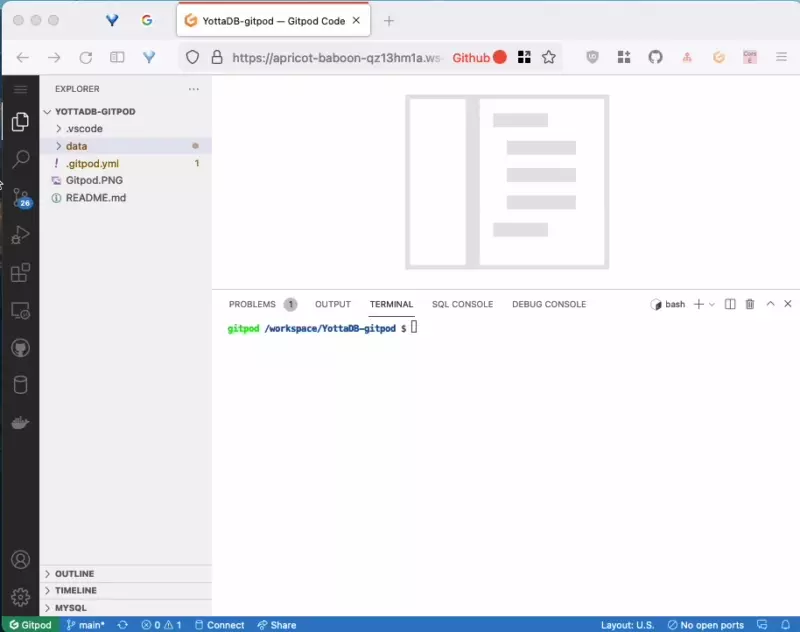 YottaDB-gitpod — Gitpod Code
https://apricot-baboon-qz13hm1a.ws- Github
EXPLORER
YOTTADB-GITPOD
.vscode
data
! .gitpod.yml 1
Gitpod.PNG
README.md
26
PROBLEMS 1 OUTPUT TERMINAL SQL CONSOLE DEBUG CONSOLE bash
gitpod /workspace/YottaDB-gitpod $
OUTLINE
TIMELINE
MYSQL
Gitpod main* 0 1 Connect Share Layout: U.S. No open ports